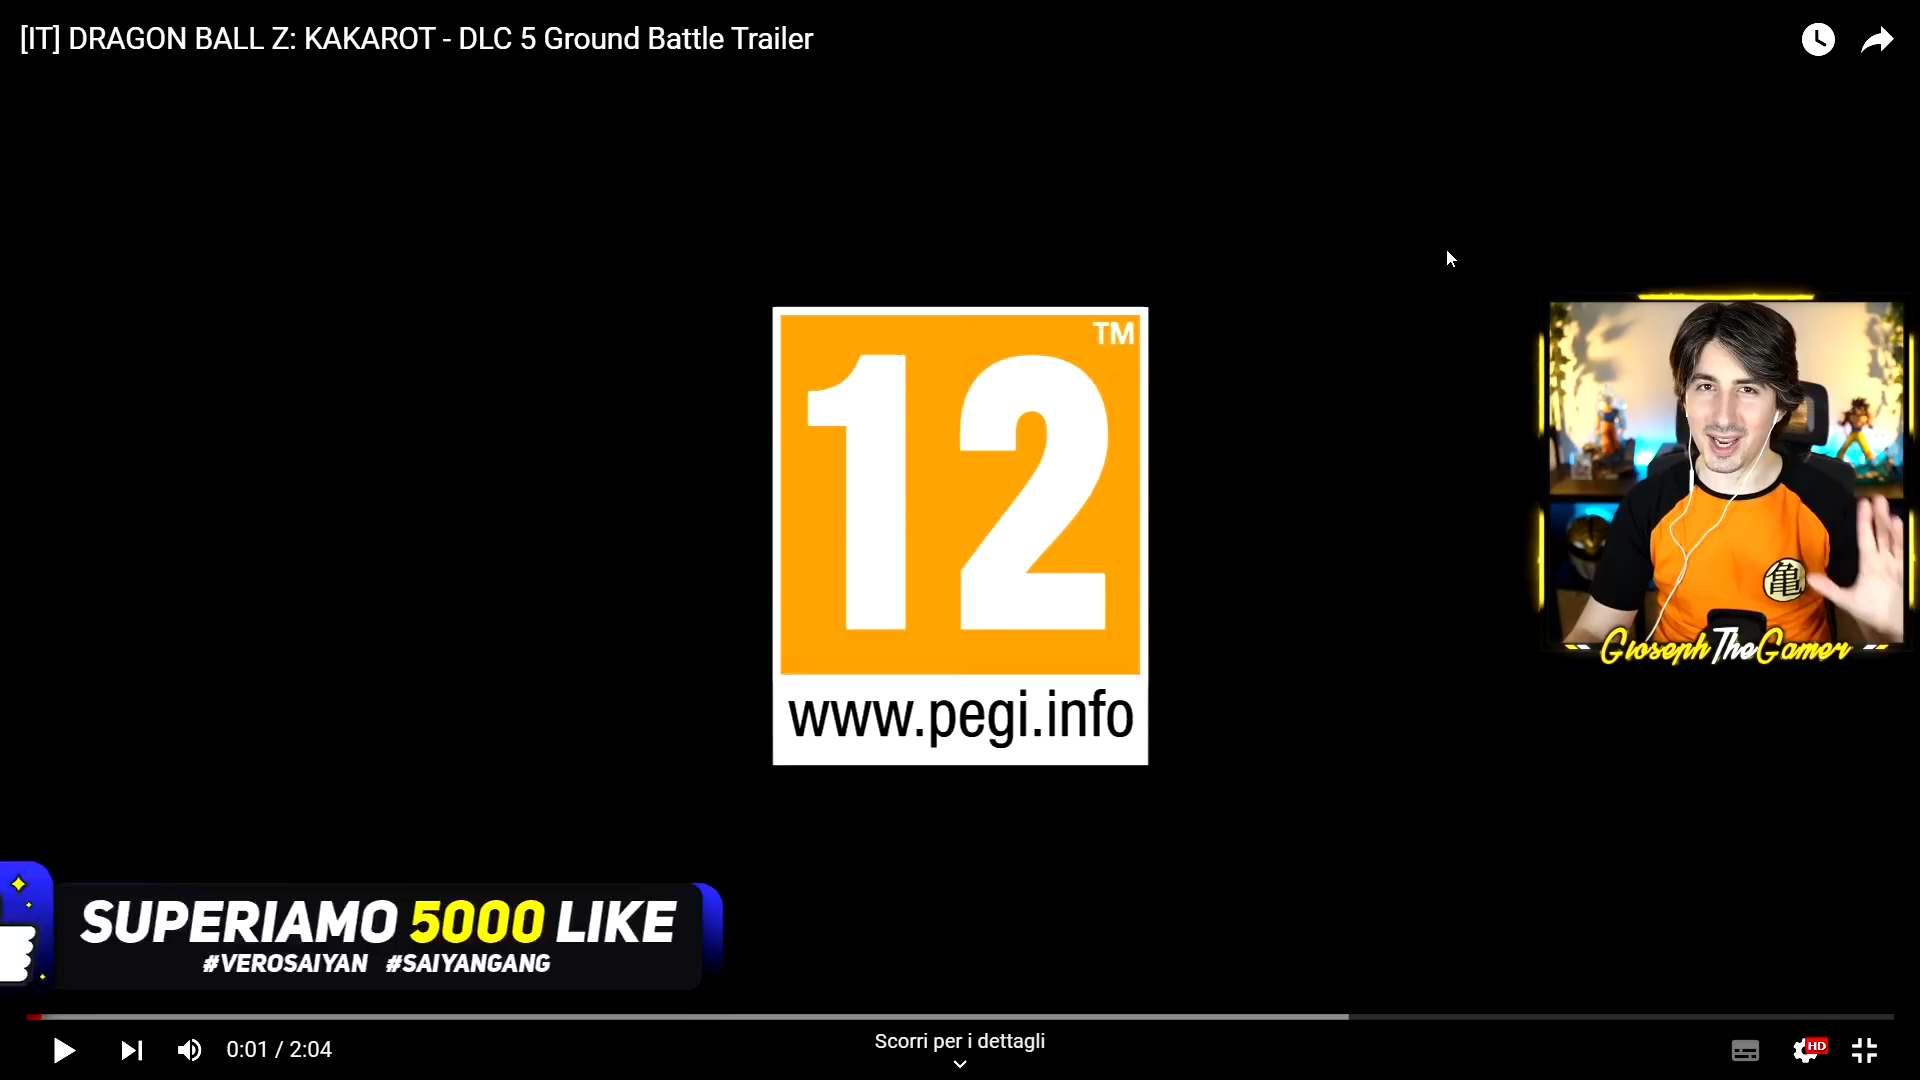 [IT] DRAGON BALL Z: KAKAROT - DLC 5 Ground Battle Trailer
TM
12
www.pegi.info
亀
GiosephTheGamer
SUPERIAMO 5000 LIKE
#VEROSAIYAN #SAIYANGANG
0:01 / 2:04
Scorri per i dettagli
HD